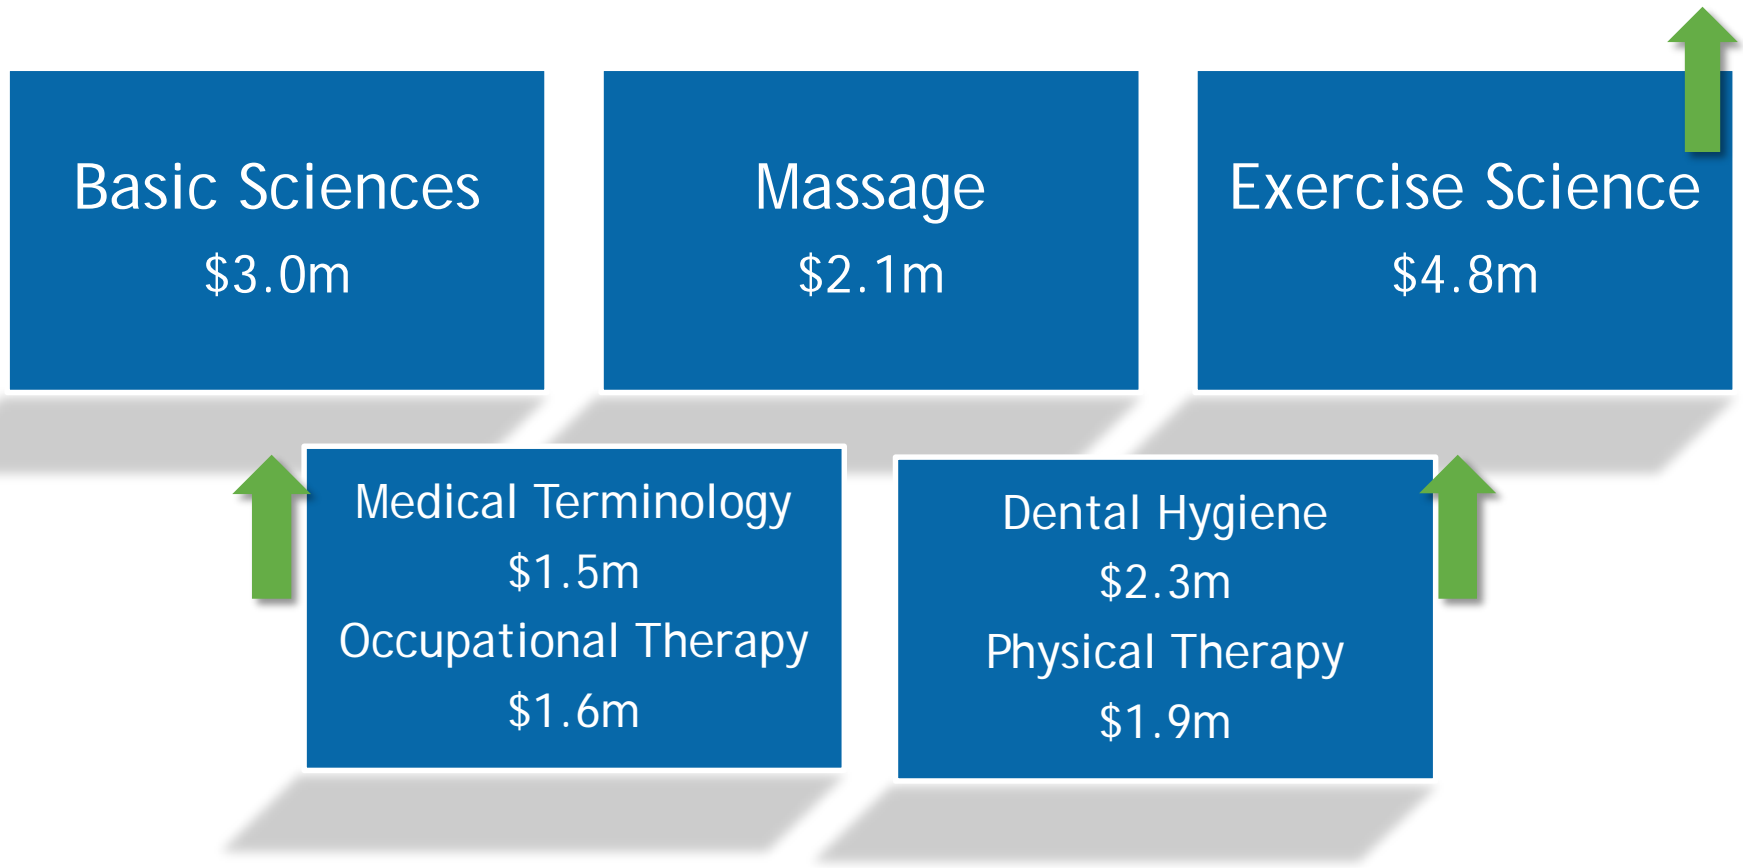 Basic Sciences
$3.0m
Massage
$2.1m
Exercise Science
$4.8m
Medical Terminology
$1.5m
Occupational Therapy
$1.6m
Dental Hygiene
$2.3m
Physical Therapy
$1.9m